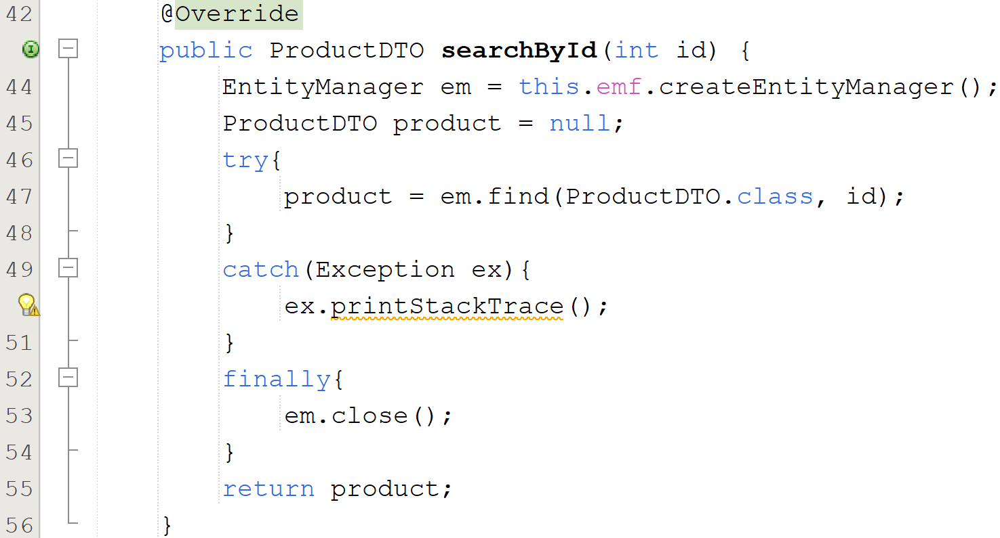 42 @Override
public ProductDTO searchById(int id) {
44 EntityManager em = this.emf.createEntityManager();
45 ProductDTO product = null;
46 try{
47 product = em.find(ProductDTO.class, id);
48 }
49 catch(Exception ex){
ex.printStackTrace();
51 }
52 finally{
53 em.close();
54 }
55 return product;
56 }